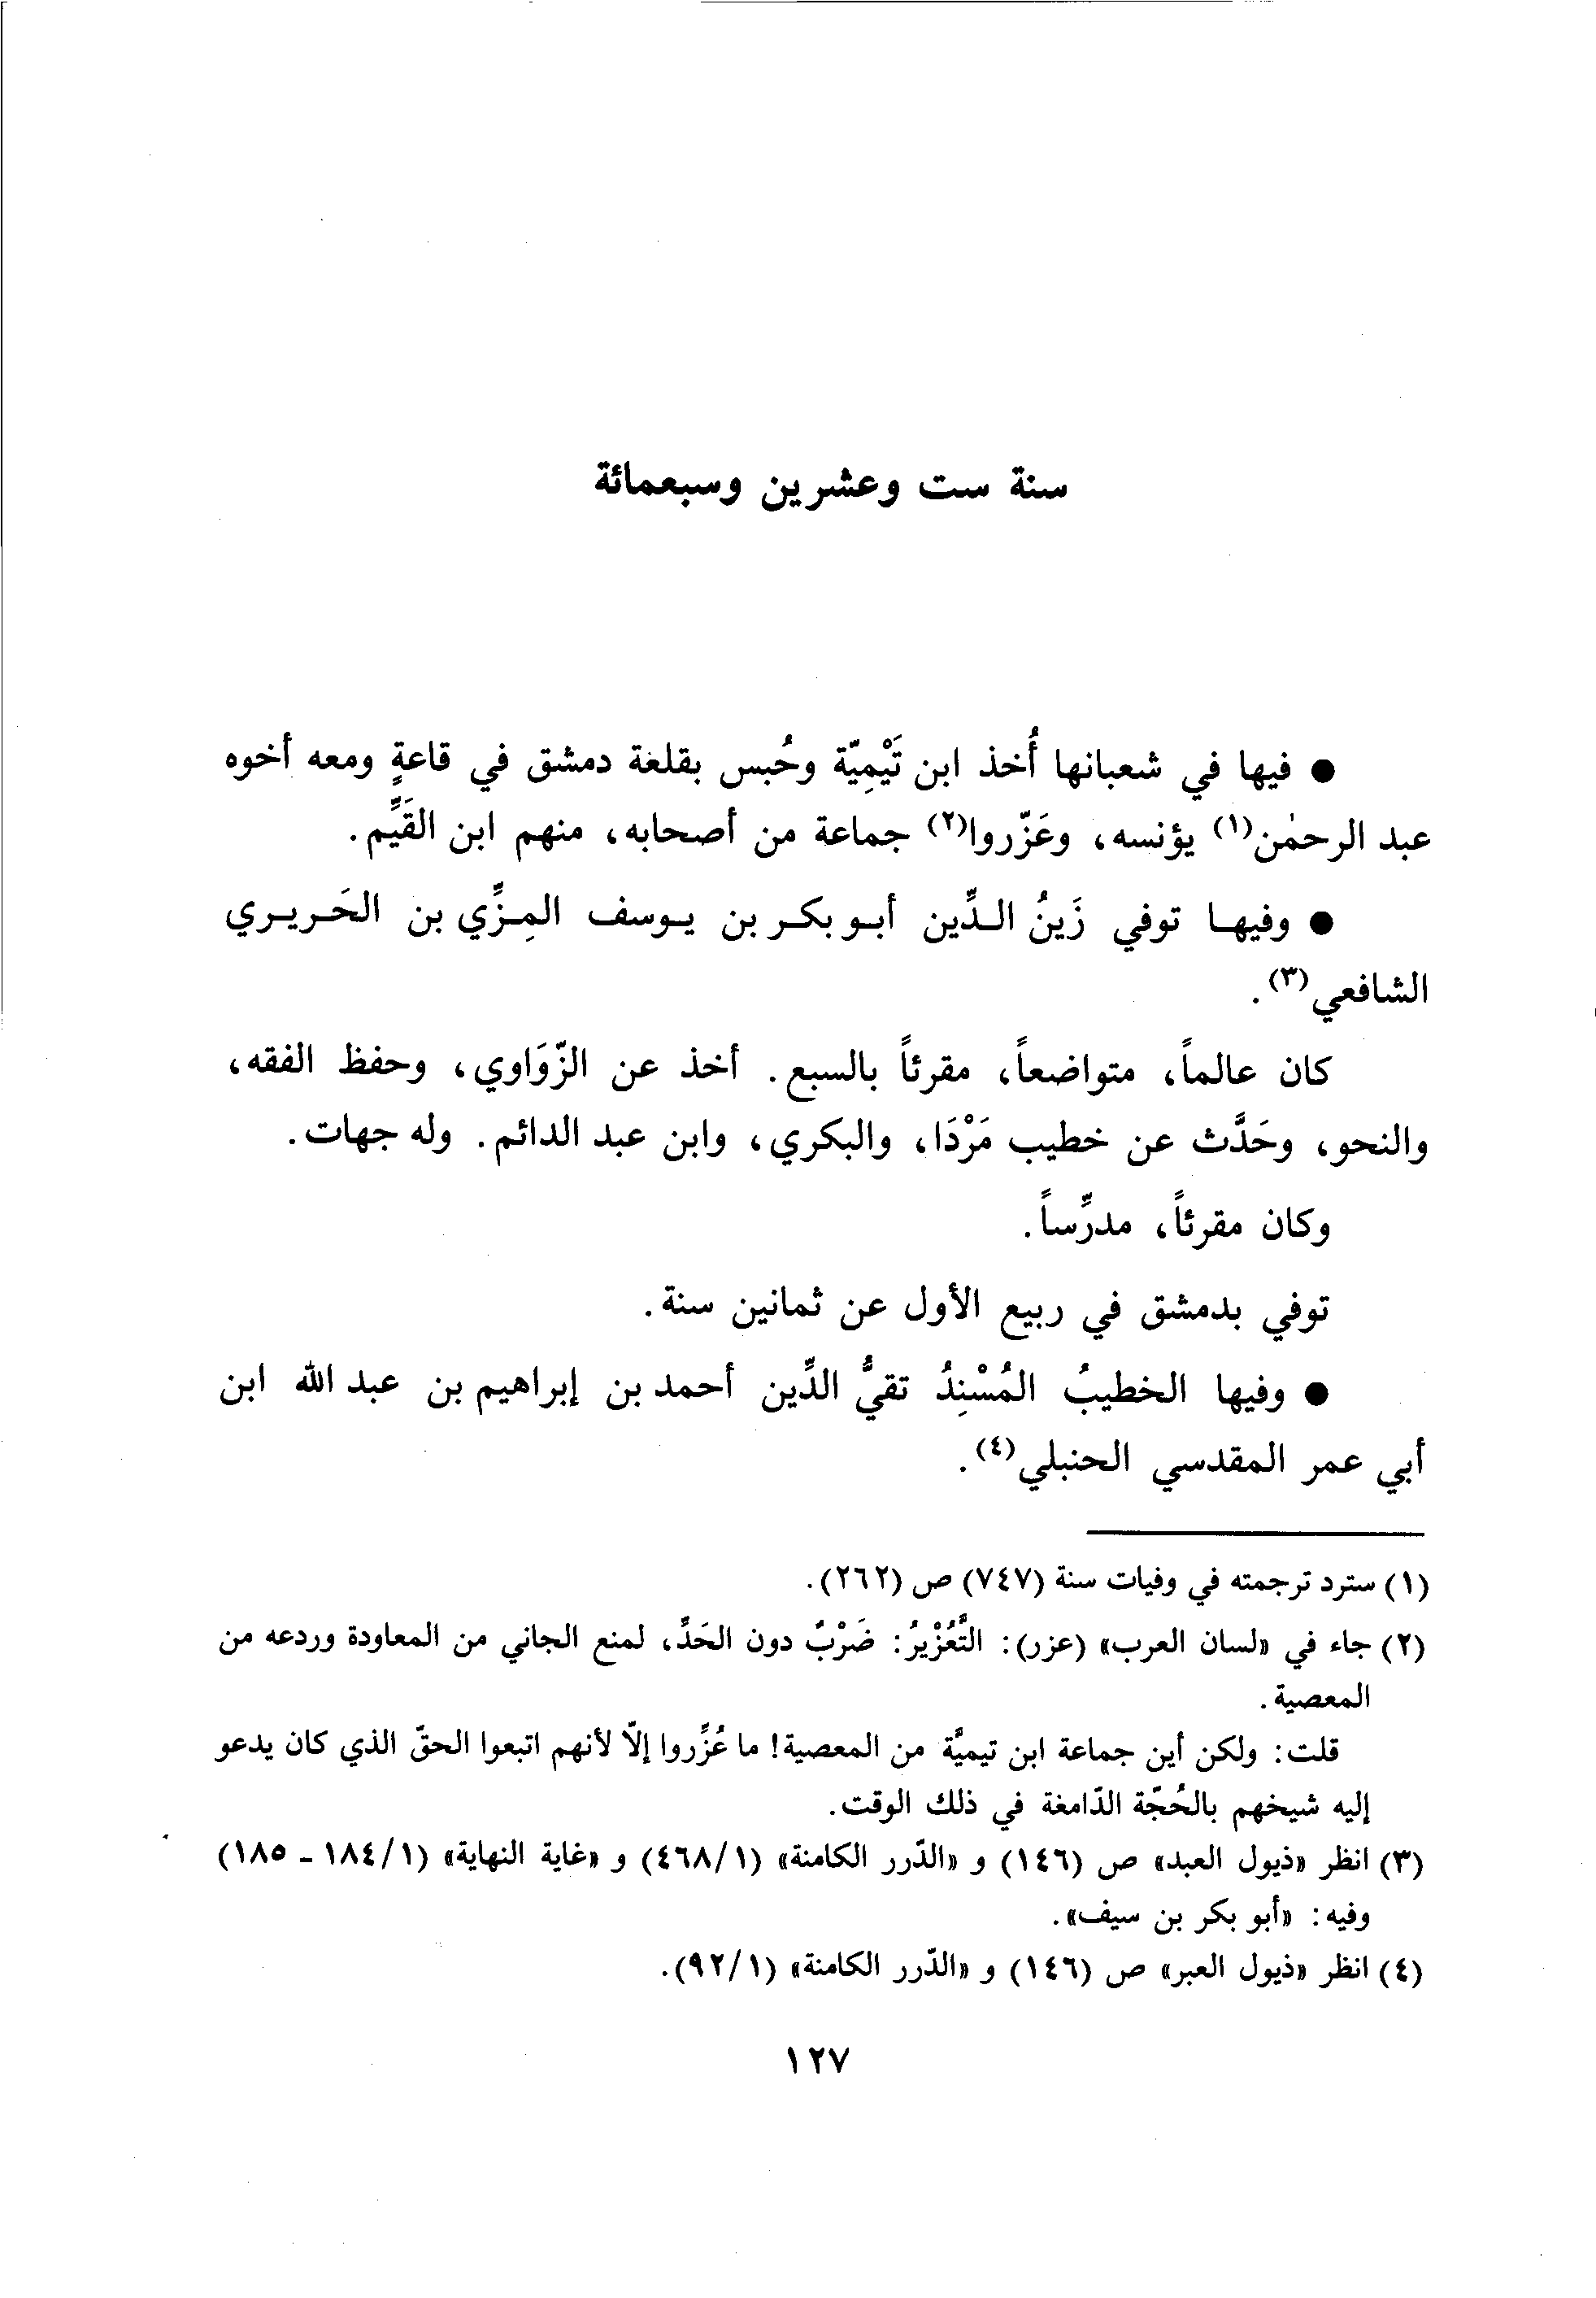 سنة ست وعشرين وسبعمائة
● فيها في شعبانها أُخذ ابن تَيْمِيّة وحُبس بقلعة دمشق في قاعةٍ ومعه أخوه
عبد الرحمٰن(١) يؤنسه، وعَزّروا(٢) جماعة من أصحابه، منهم ابن القَيِّم.
● وفيها توفي زَينُ الدِّين أبو بكر بن يوسف المِزِّي بن الحَريري
الشافعي(٣).
كان عالماً، متواضعاً، مقرئاً بالسبع. أخذ عن الزّوَاوي، وحفظ الفقه،
والنحو، وحَدَّث عن خطيب مَرْدَا، والبكري، وابن عبد الدائم. وله جهات.
وكان مقرئاً، مدرِّساً.
توفي بدمشق في ربيع الأول عن ثمانين سنة.
● وفيها الخطيبُ المُسْنِدُ تقيُّ الدِّين أحمد بن إبراهيم بن عبد الله ابن
أبي عمر المقدسي الحنبلي(٤).
(١) سترد ترجمته في وفيات سنة (٧٤٧) ص (٢٦٢).
(٢) جاء في «لسان العرب» (عزر): التَّعْزْيرُ: ضَرْبٌ دون الحَدِّ، لمنع الجاني من المعاودة وردعه من
المعصية.
قلت: ولكن أين جماعة ابن تيميَّة من المعصية! ما عُزِّروا إلّا لأنهم اتبعوا الحقّ الذي كان يدعو
إليه شيخهم بالحُجّة الدّامغة في ذلك الوقت.
(٣) انظر «ذيول العبد» ص (١٤٦) و «الدّرر الكامنة» (٤٦٨/١) و «غاية النهاية» (١٨٤/١ - ١٨٥)
وفيه: «أبو بكر بن سيف».
(٤) انظر «ذيول العبر» ص (١٤٦) و «الدّرر الكامنة» (٩٢/١).
١٢٧